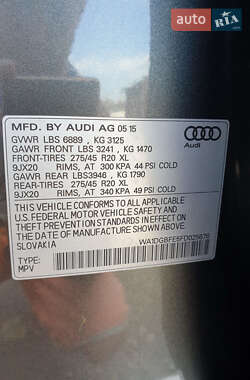 AUTO
RIA
MFD. BY AUDI AG 05 15
GVWR LBS 6889 , KG 3125
GAWR FRONT LBS 3241 , KG 1470
FRONT-TIRES 275/45 R20 XL
9JX20 RIMS, AT 300 KPA 44 PSI COLD
GAWR REAR LBS3946 , KG 1790
REAR-TIRES 275/45 R20 XL
9JX20 RIMS, AT 340 KPA 49 PSI COLD
Audi
THIS VEHICLE CONFORMS TO ALL APPLICABLE
U.S. FEDERAL MOTOR VEHICLE SAFETY AND
THEFT PREVENTION STANDARDS IN EFFECT
ON THE DATE OF MANUFACTURE SHOWN ABOVE.
SLOVAKIA
TYPE:
MPV